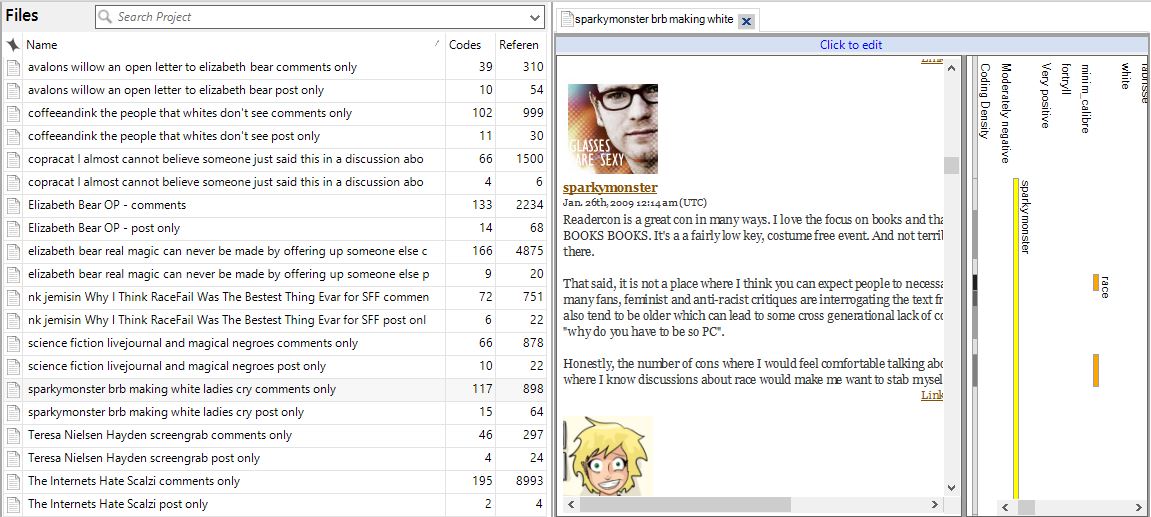 Files
Search Project
Name Codes Referen
avalons willow an open letter to elizabeth bear comments only 39 310
avalons willow an open letter to elizabeth bear post only 10 54
coffeeandink the people that whites don't see comments only 102 999
coffeeandink the people that whites don't see post only 11 30
copracat I almost cannot believe someone just said this in a discussion abo 66 1500
copracat I almost cannot believe someone just said this in a discussion abo 4 6
Elizabeth Bear OP - comments 133 2234
Elizabeth Bear OP - post only 14 68
elizabeth bear real magic can never be made by offering up someone else c 166 4875
elizabeth bear real magic can never be made by offering up someone else p 9 20
nk jemisin Why I Think RaceFail Was The Bestest Thing Evar for SFF commen 72 751
nk jemisin Why I Think RaceFail Was The Bestest Thing Evar for SFF post onl 6 22
science fiction livejournal and magical negroes comments only 66 878
science fiction livejournal and magical negroes post only 10 22
sparkymonster brb making white ladies cry comments only 117 898
sparkymonster brb making white ladies cry post only 15 64
Teresa Nielsen Hayden screengrab comments only 46 297
Teresa Nielsen Hayden screengrab post only 4 24
The Internets Hate Scalzi comments only 195 8993
The Internets Hate Scalzi post only 2 4
sparkymonster brb making white
Click to edit
Link
GLASSES
ARE SEXY
sparkymonster
Jan. 26th, 2009 12:14 am (UTC)
Readercon is a great con in many ways. I love the focus on books and tha
BOOKS BOOKS. It's a a fairly low key, costume free event. And not terrib
there.
That said, it is not a place where I think you can expect people to necessa
many fans, feminist and anti-racist critiques are interrogating the text fr
also tend to be older which can lead to some cross generational lack of co
"why do you have to be so PC".
Honestly, the number of cons where I would feel comfortable talking abo
where I know discussions about race would make me want to stab mysel
Link
Coding Density
Moderately negative
fortryll
Very positive
minim_calibre
white
labrisse
sparkymonster
race